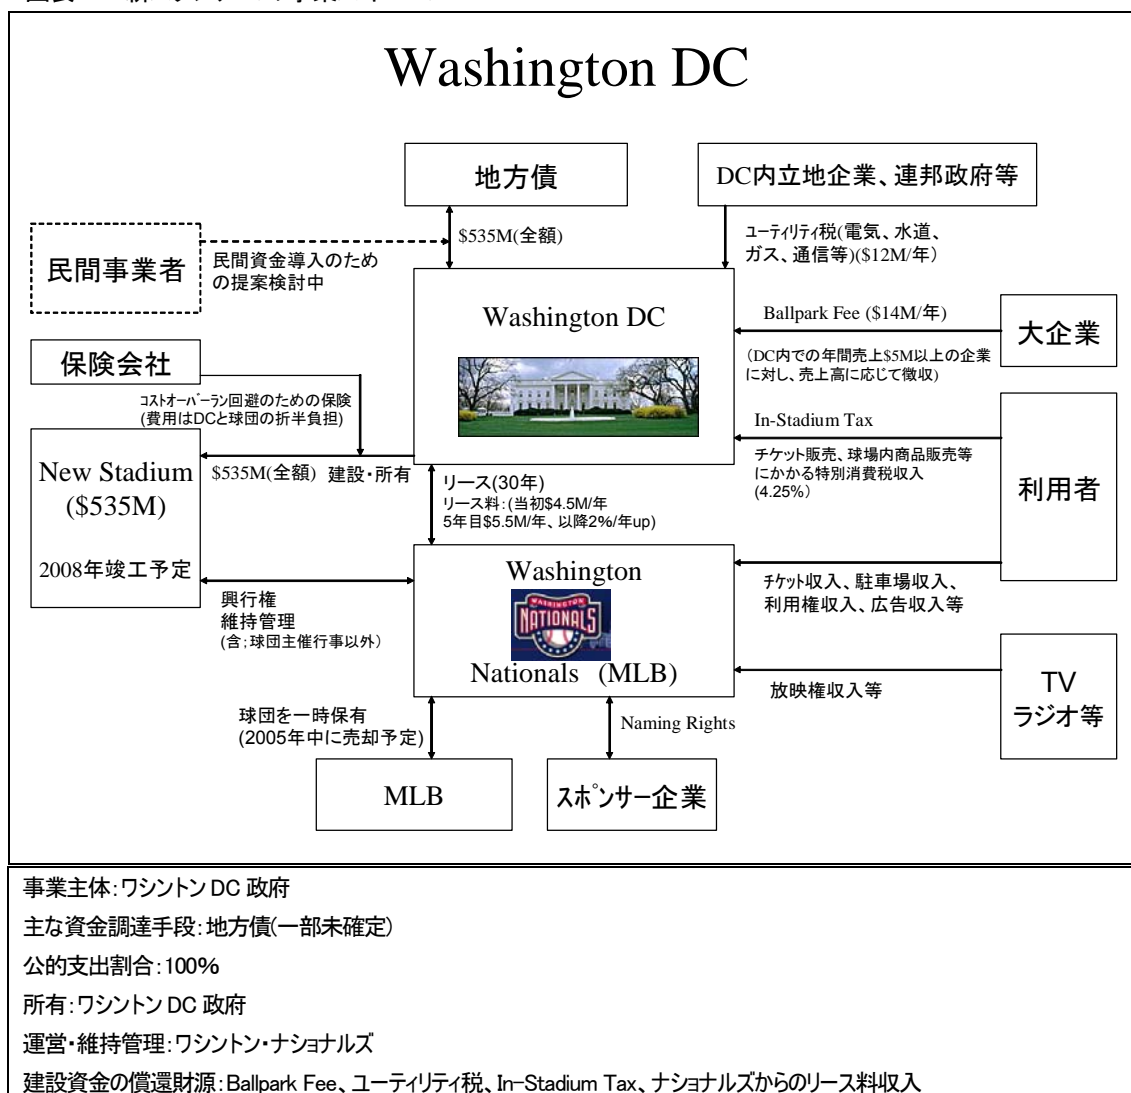 Washington DC
地方債
DC内立地企業、連邦政府等
$535M(全額)
ユーティリティ税(電気、水道、
ガス、通信等)($12M/年)
民間事業者
民間資金導入のため
の提案検討中
Washington DC
Ballpark Fee ($14M/年)
大企業
(DC内での年間売上$5M以上の企業
に対し、売上高に応じて徴収)
保険会社
コストオーバーラン回避のための保険
(費用はDCと球団の折半負担)
In-Stadium Tax
チケット販売、球場内商品販売等
にかかる特別消費税収入
(4.25%)
利用者
New Stadium
($535M)
2008年竣工予定
$535M(全額) 建設・所有
リース(30年)
リース料:(当初$4.5M/年
5年目$5.5M/年、以降2%/年up)
興行権
維持管理
(含;球団主催行事以外)
Washington
WASHINGTON
NATIONALS
Nationals (MLB)
チケット収入、駐車場収入、
利用権収入、広告収入等
放映権収入等
TV
ラジオ等
球団を一時保有
(2005年中に売却予定)
Naming Rights
MLB
スポンサー企業
事業主体:ワシントン DC 政府
主な資金調達手段:地方債(一部未確定)
公的支出割合:100%
所有:ワシントン DC 政府
運営・維持管理:ワシントン・ナショナルズ
建設資金の償還財源:Ballpark Fee、ユーティリティ税、In-Stadium Tax、ナショナルズからのリース料収入